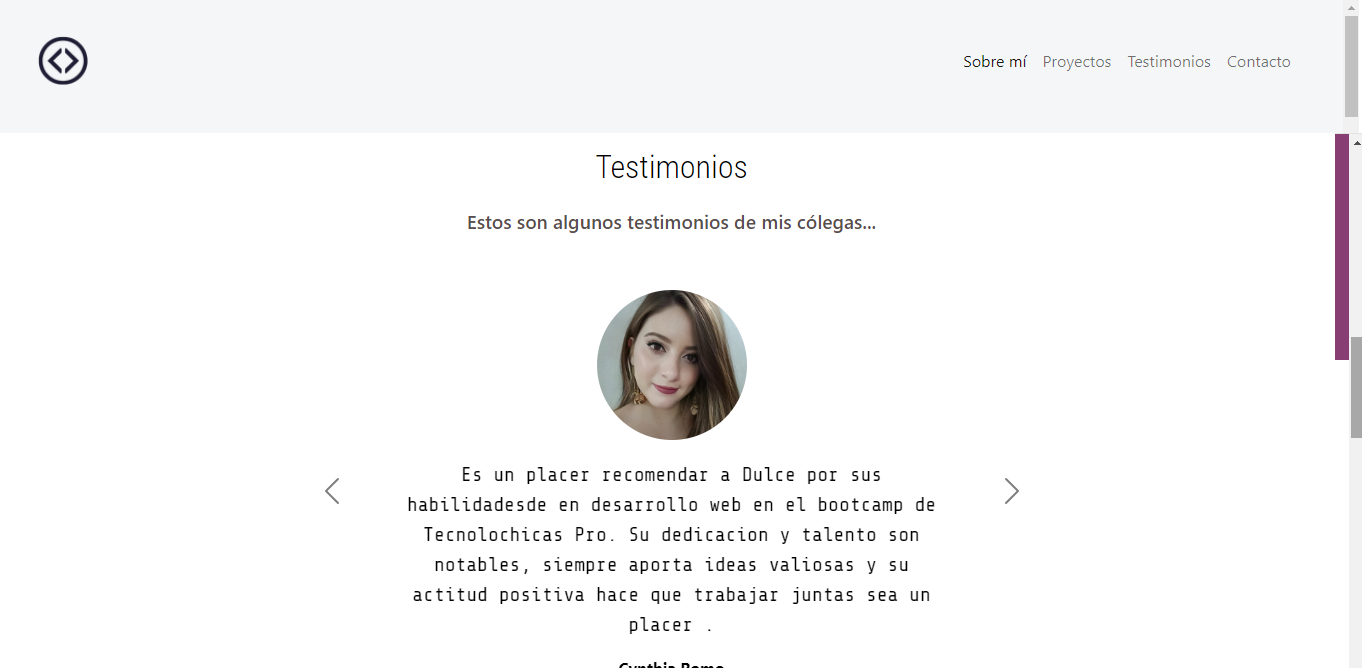 Sobre mí Proyectos Testimonios Contacto
Testimonios
Estos son algunos testimonios de mis cólegas...
Es un placer recomendar a Dulce por sus
habilidadesde en desarrollo web en el bootcamp de
Tecnolochicas Pro. Su dedicacion y talento son
notables, siempre aporta ideas valiosas y su
actitud positiva hace que trabajar juntas sea un
placer .
Cynthia Romo